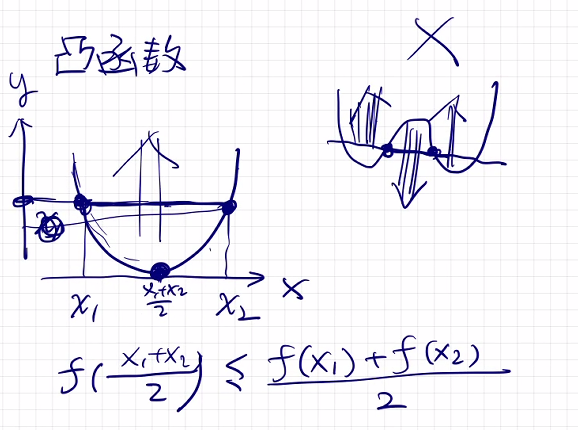 凸函数
X
y
x
x₁
(x₁+x₂)/2
x₂
f((x₁+x₂)/2) ≤ (f(x₁)+f(x₂))/2